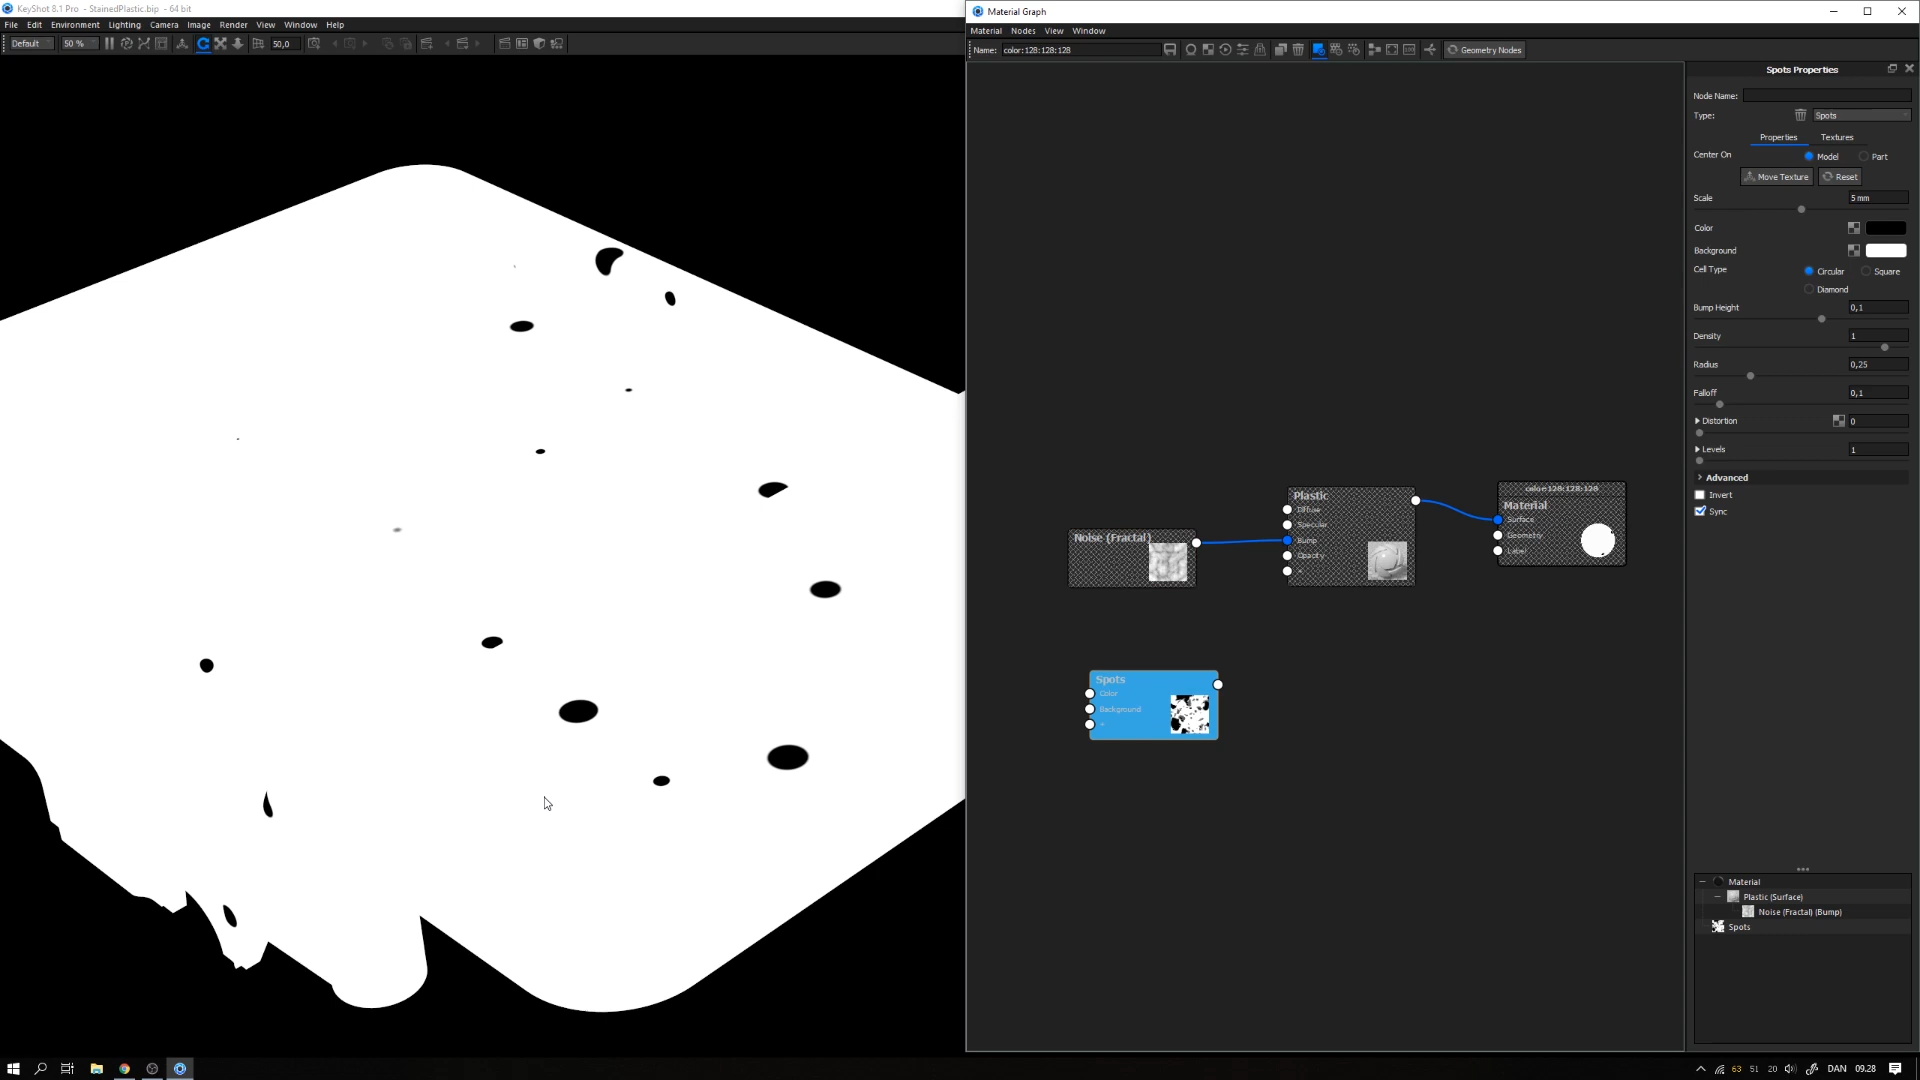 KeyShot 8.1 Pro - StainedPlastic.bip - 64 bit
File Edit Environment Lighting Camera Image Render View Window Help
Default 50 % 50,0
Material Graph
Material Nodes View Window
Name: color:128:128:128 Geometry Nodes
Spots Properties
Node Name:
Type: Spots
Properties Textures
Center On Model Part
Move Texture Reset
Scale 5 mm
Color
Background
Cell Type Circular Square
Diamond
Bump Height 0,1
Density 1
Radius 0,25
Falloff 0,1
Distortion 0
Levels 1
Advanced
Invert
Sync
Noise (Fractal)
Plastic
Diffuse
Specular
Bump
Opacity
+
color:128:128:128
Material
Surface
Geometry
Label
Spots
Color
Background
+
Material
Plastic (Surface)
Noise (Fractal) (Bump)
Spots
63 51 20 DAN 09.28